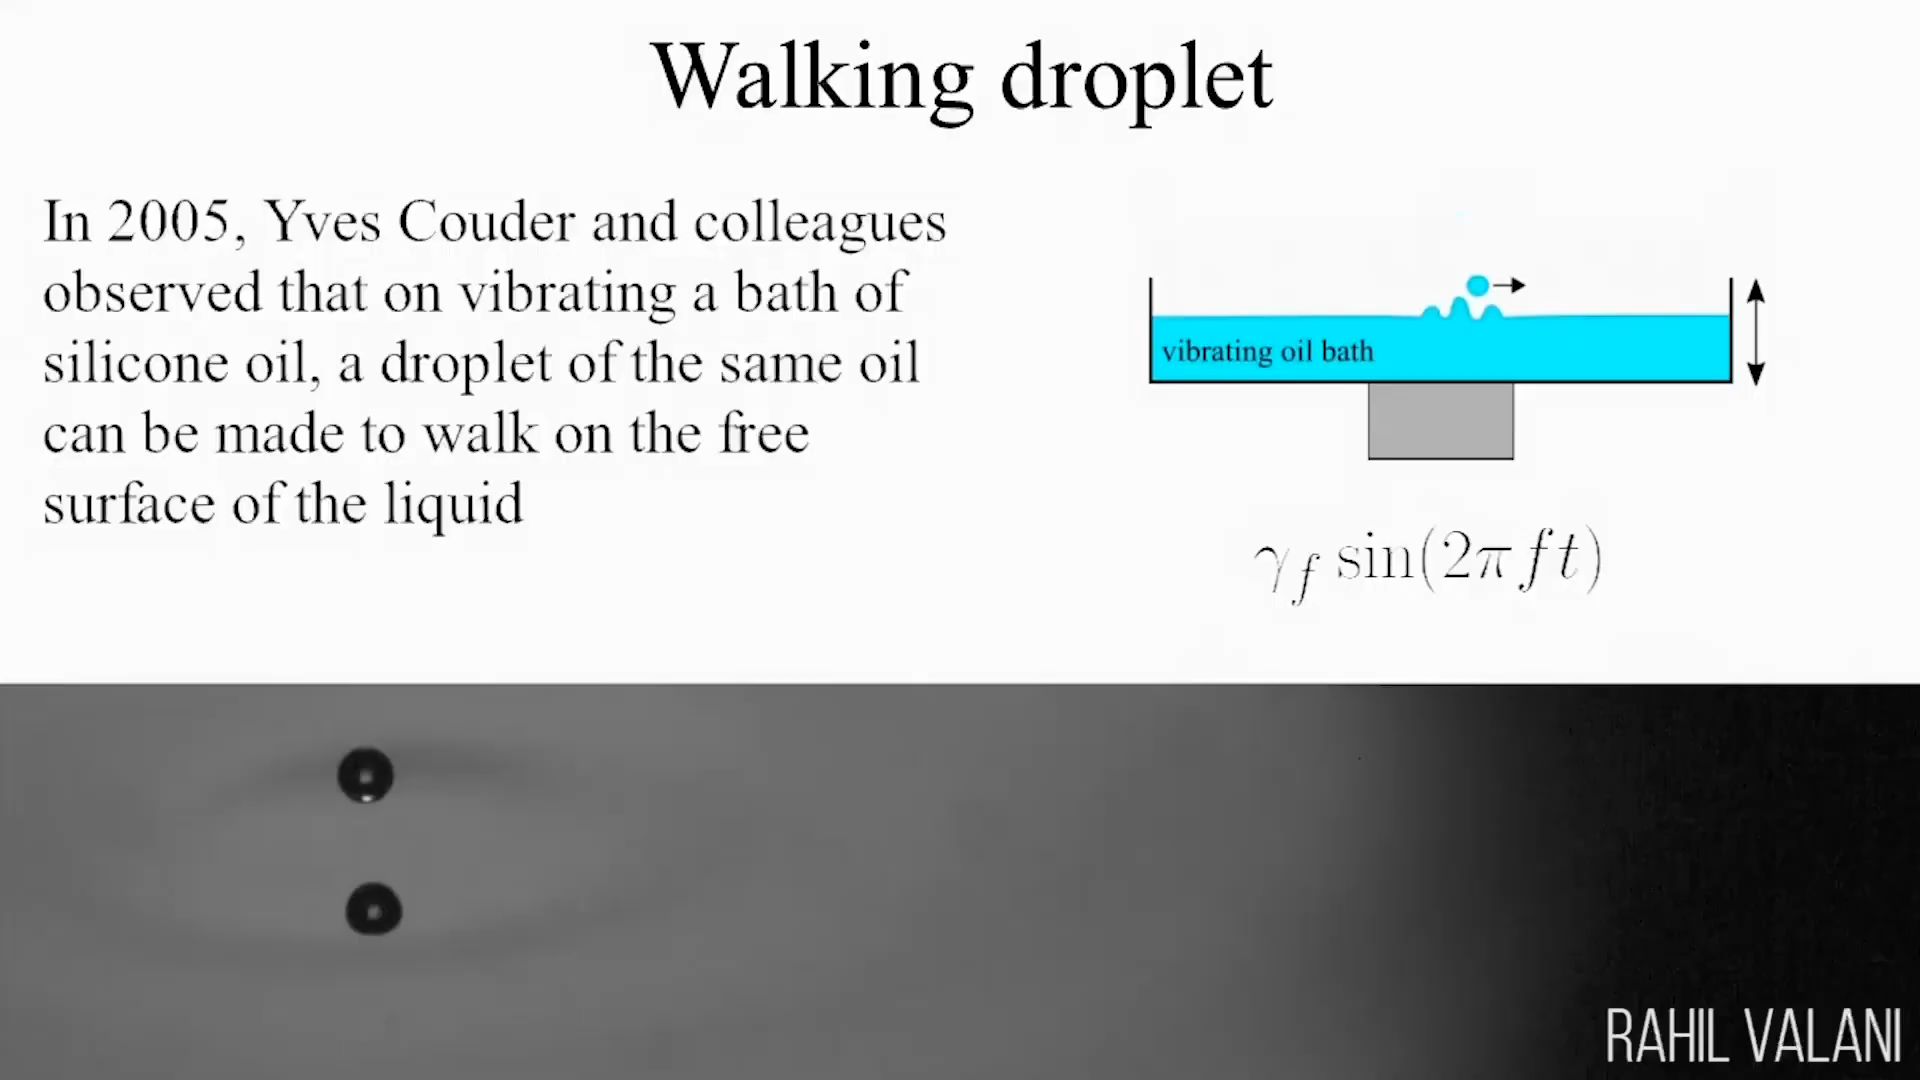 Walking droplet
In 2005, Yves Couder and colleagues
observed that on vibrating a bath of
silicone oil, a droplet of the same oil
can be made to walk on the free
surface of the liquid
vibrating oil bath
γ_f sin(2πft)
RAHIL VALANI